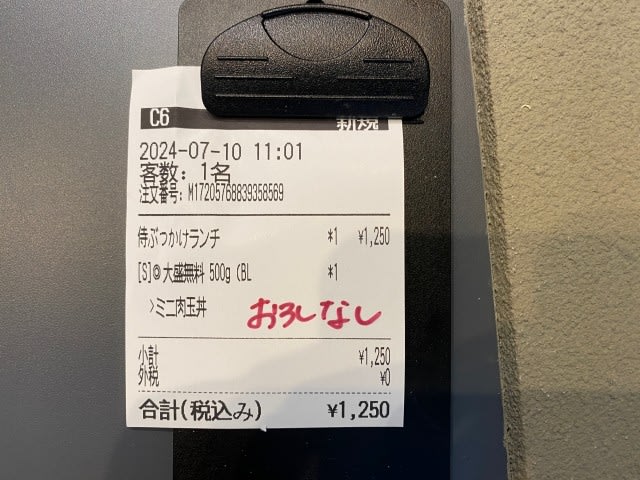 C6 新規
2024-07-10 11:01
客数: 1名
注文番号: M17205768839358569
侍ぶっかけランチ *1 ¥1,250
[S]◎大盛無料 500g (BL *1
>ミニ肉玉丼
おろしなし
小計 ¥1,250
外税 ¥0
合計(税込み) ¥1,250